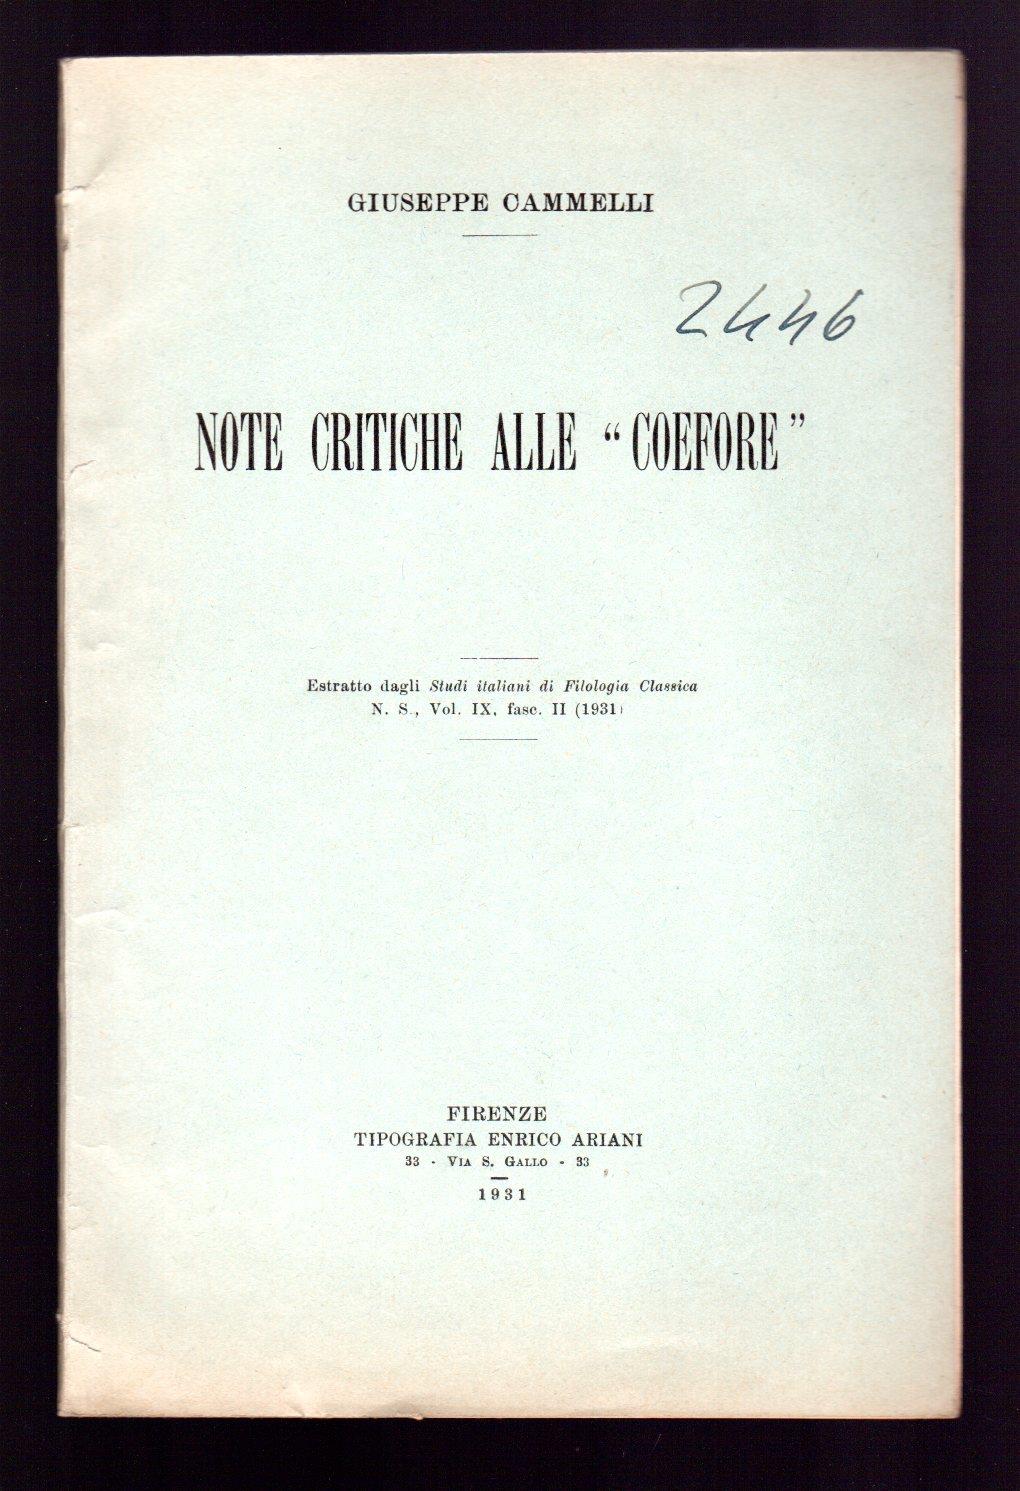 GIUSEPPE CAMMELLI
2446
NOTE CRITICHE ALLE “COEFORE”
Estratto dagli Studi italiani di Filologia Classica
N. S., Vol. IX, fasc. II (1931)
FIRENZE
TIPOGRAFIA ENRICO ARIANI
33 - VIA S. GALLO - 33
1931